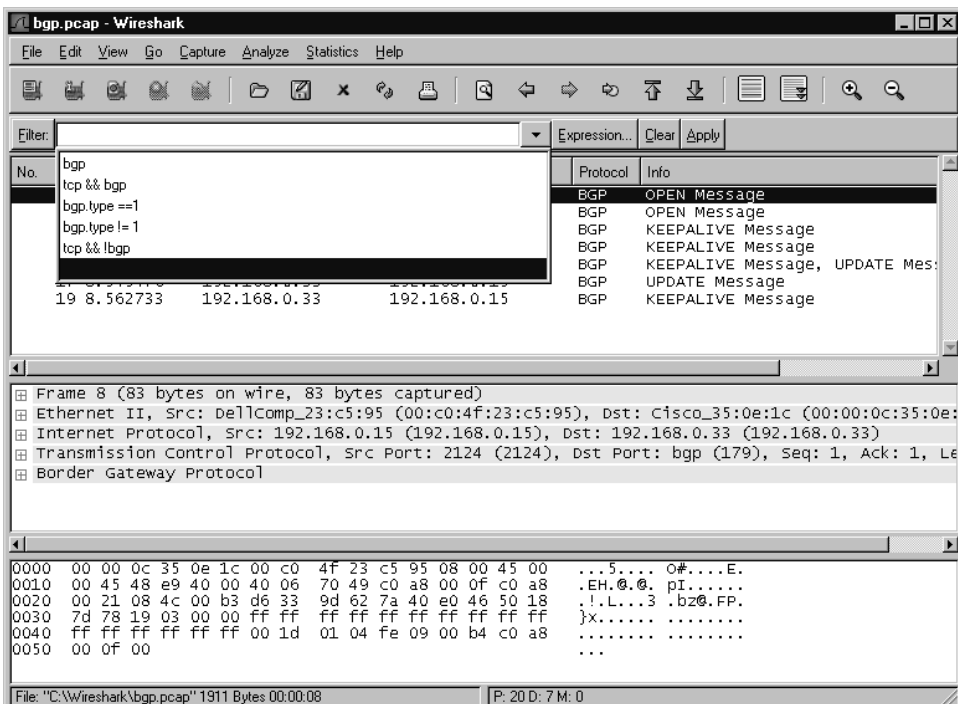 bgp.pcap - Wireshark
File Edit View Go Capture Analyze Statistics Help
Filter: Expression... Clear Apply
No. Protocol Info
bgp
tcp && bgp
bgp.type ==1
bgp.type != 1
tcp && !bgp
BGP OPEN Message
BGP OPEN Message
BGP KEEPALIVE Message
BGP KEEPALIVE Message
BGP KEEPALIVE Message, UPDATE Mes
BGP UPDATE Message
19 8.562733 192.168.0.33 192.168.0.15 BGP KEEPALIVE Message
Frame 8 (83 bytes on wire, 83 bytes captured)
Ethernet II, Src: DellComp_23:c5:95 (00:c0:4f:23:c5:95), Dst: Cisco_35:0e:1c (00:00:0c:35:0e:
Internet Protocol, Src: 192.168.0.15 (192.168.0.15), Dst: 192.168.0.33 (192.168.0.33)
Transmission Control Protocol, Src Port: 2124 (2124), Dst Port: bgp (179), Seq: 1, Ack: 1, Le
Border Gateway Protocol
0000 00 00 0c 35 0e 1c 00 c0 4f 23 c5 95 08 00 45 00 ...5.... O#....E.
0010 00 45 48 e9 40 00 40 06 70 49 c0 a8 00 0f c0 a8 .EH.@.@. pI......
0020 00 21 08 4c 00 b3 d6 33 9d 62 7a 40 e0 46 50 18 .!.L...3 .bz@.FP.
0030 7d 78 19 03 00 00 ff ff ff ff ff ff ff ff ff ff }x...... ........
0040 ff ff ff ff ff ff 00 1d 01 04 fe 09 00 b4 c0 a8 ........ ........
0050 00 0f 00 ...
File: "C:\Wireshark\bgp.pcap" 1911 Bytes 00:00:08 P: 20 D: 7 M: 0